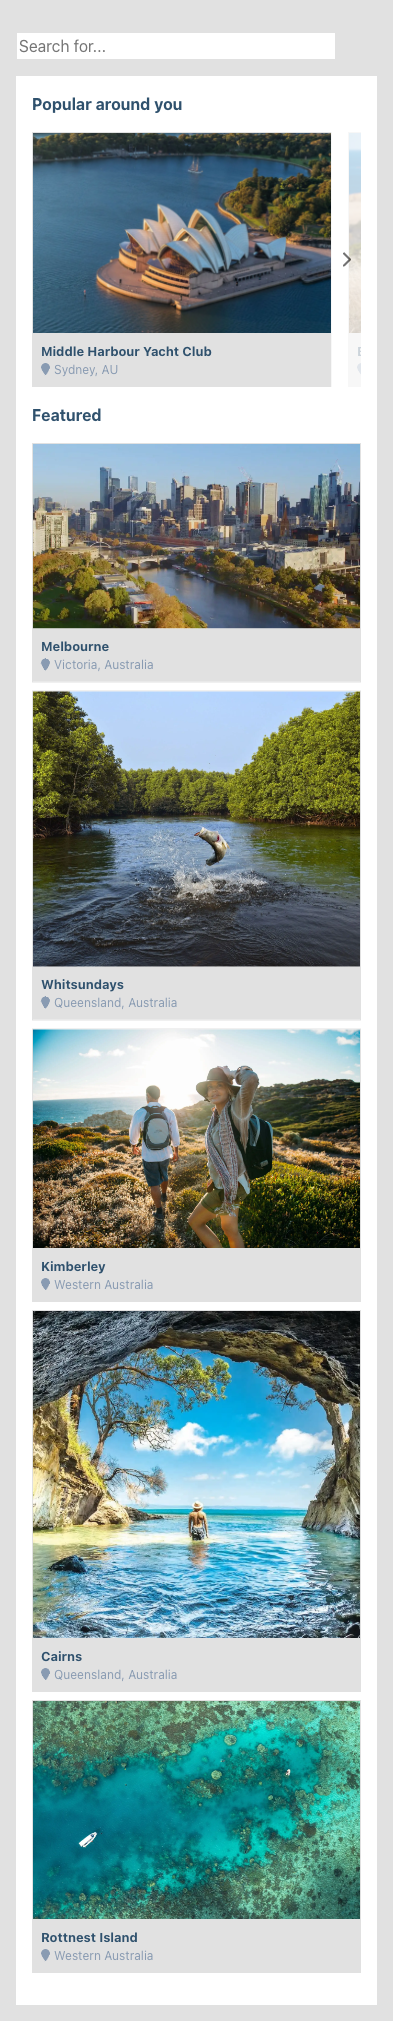 Search for...
Popular around you
Middle Harbour Yacht Club
Sydney, AU
Featured
Melbourne
Victoria, Australia
Whitsundays
Queensland, Australia
Kimberley
Western Australia
Cairns
Queensland, Australia
Rottnest Island
Western Australia